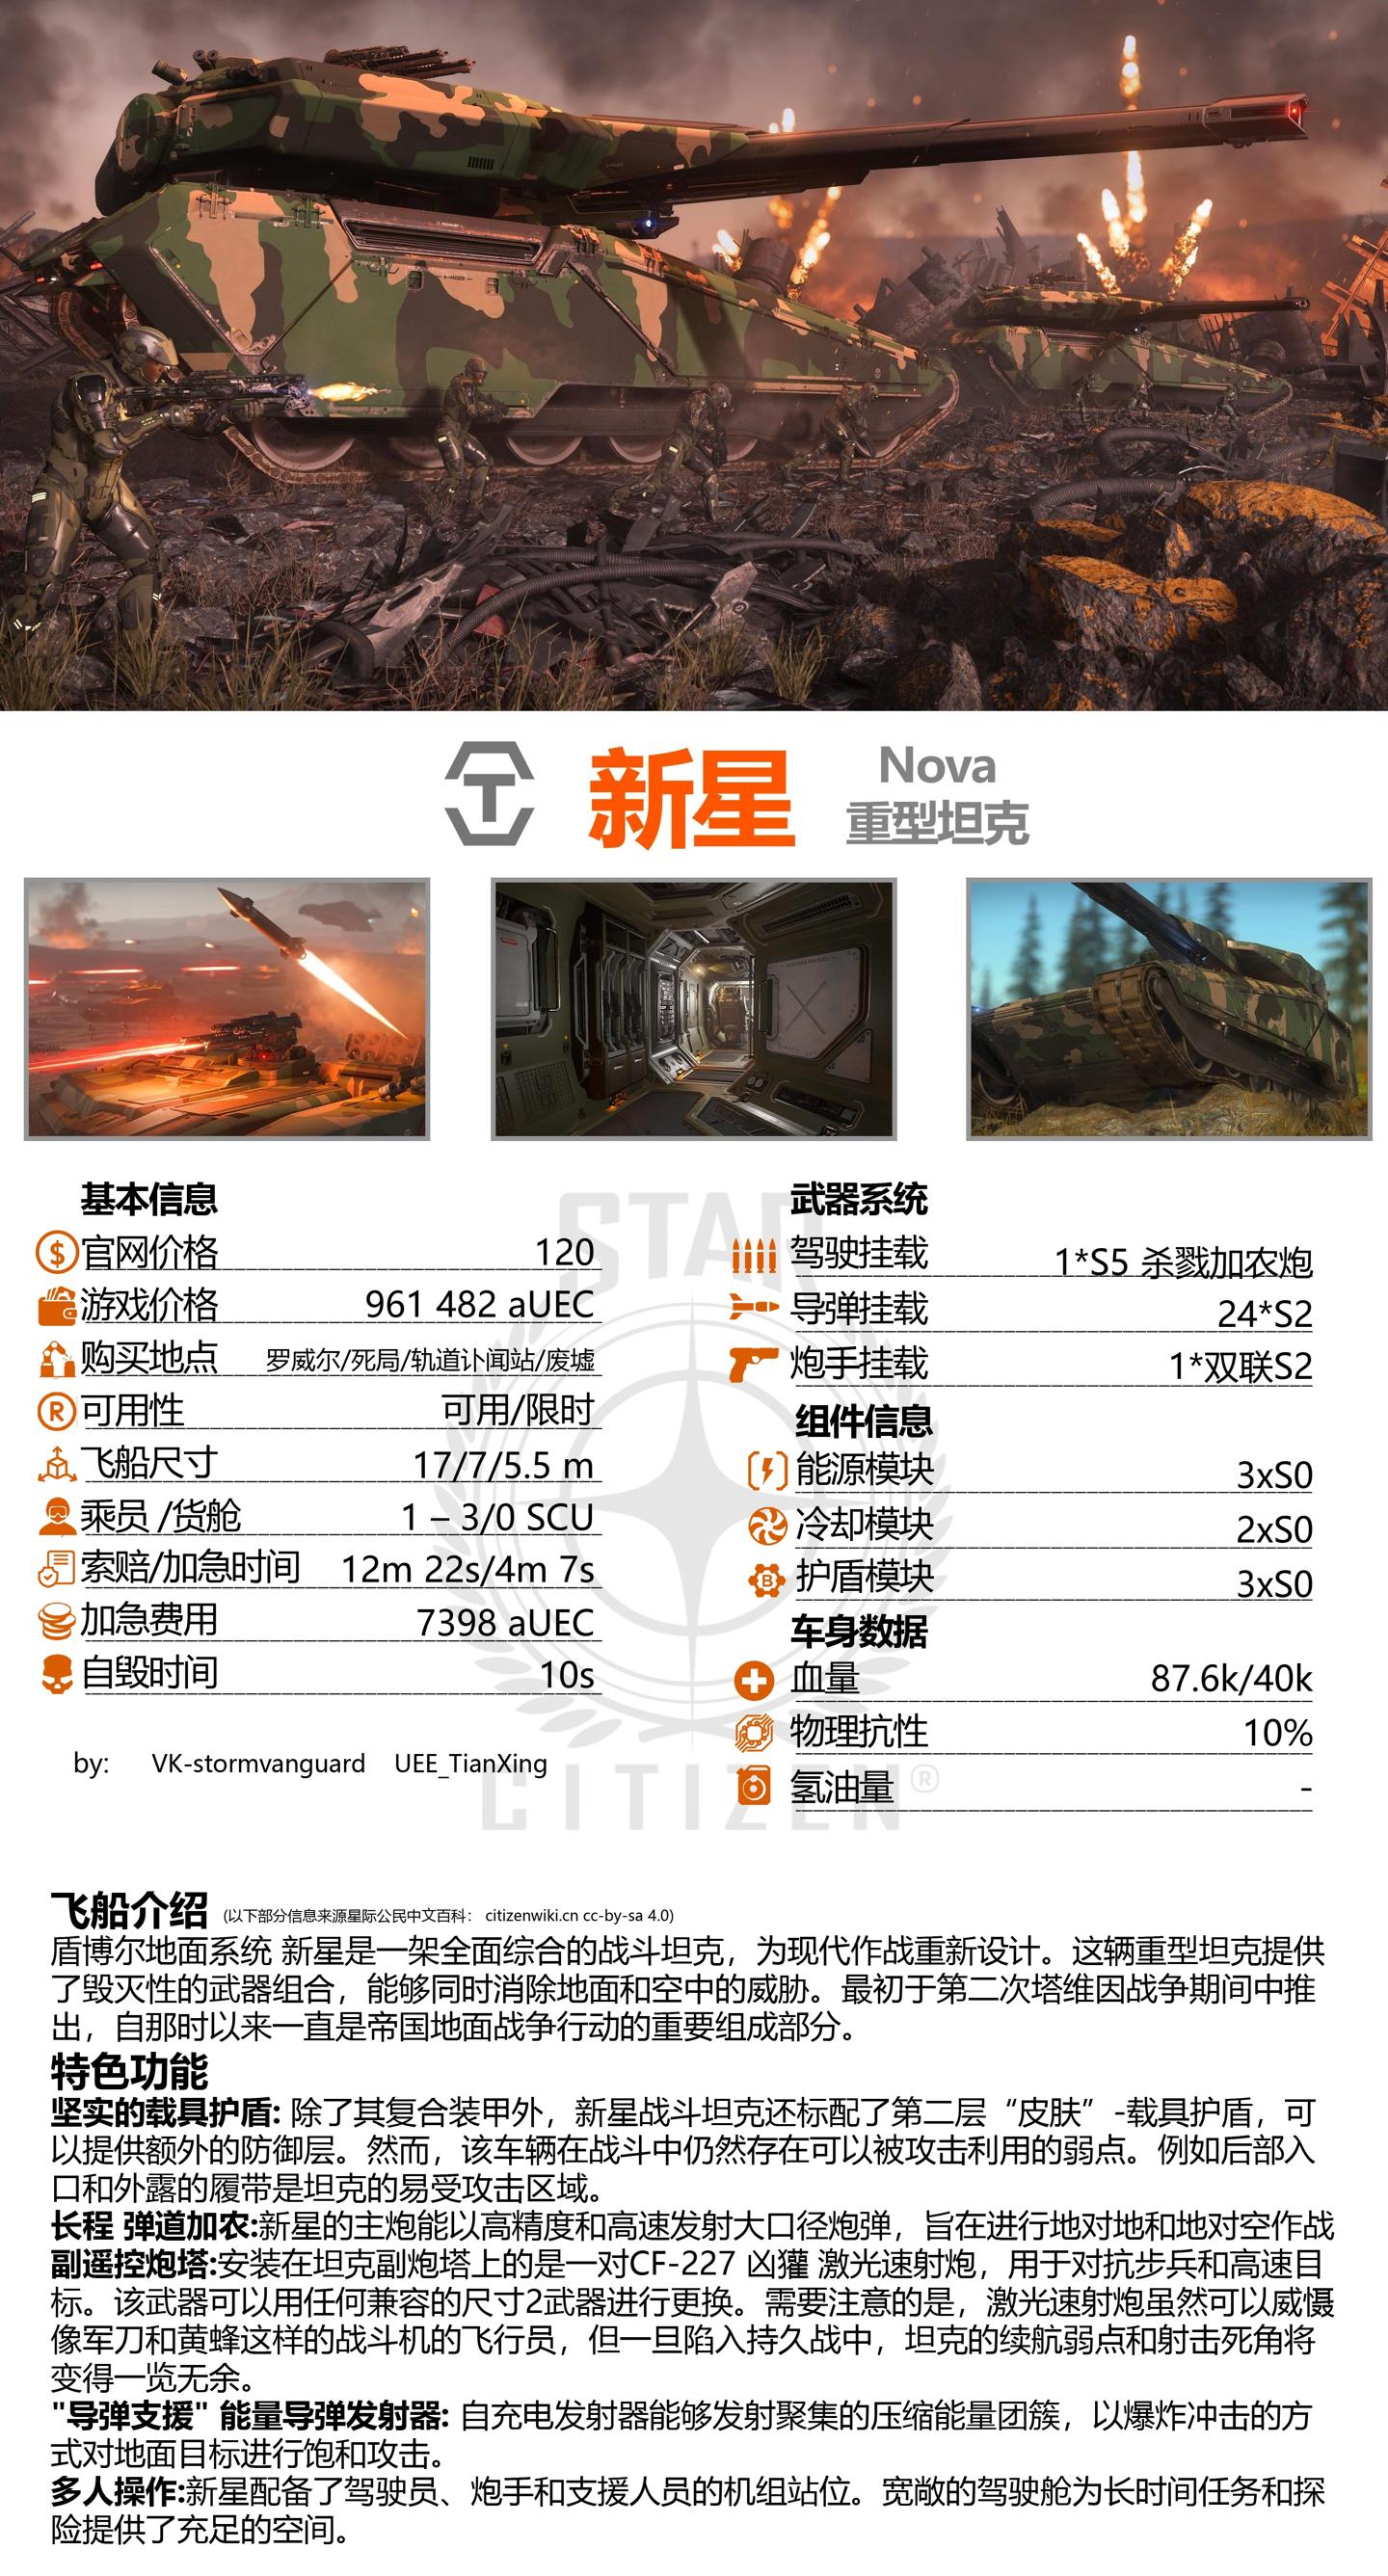 新星
Nova
重型坦克
基本信息
官网价格 120
游戏价格 961 482 aUEC
购买地点 罗威尔/死局/轨道讣闻站/废墟
可用性 可用/限时
飞船尺寸 17/7/5.5 m
乘员 /货舱 1 – 3/0 SCU
索赔/加急时间 12m 22s/4m 7s
加急费用 7398 aUEC
自毁时间 10s
by: VK-stormvanguard UEE_TianXing
武器系统
驾驶挂载 1*S5 杀戮加农炮
导弹挂载 24*S2
炮手挂载 1*双联S2
组件信息
能源模块 3xS0
冷却模块 2xS0
护盾模块 3xS0
车身数据
血量 87.6k/40k
物理抗性 10%
氢油量 -
STAR
CITIZEN®
飞船介绍 (以下部分信息来源星际公民中文百科： citizenwiki.cn cc-by-sa 4.0)
盾博尔地面系统 新星是一架全面综合的战斗坦克，为现代作战重新设计。这辆重型坦克提供
了毁灭性的武器组合，能够同时消除地面和空中的威胁。最初于第二次塔维因战争期间中推
出，自那时以来一直是帝国地面战争行动的重要组成部分。
特色功能
坚实的载具护盾: 除了其复合装甲外，新星战斗坦克还标配了第二层“皮肤”-载具护盾，可
以提供额外的防御层。然而，该车辆在战斗中仍然存在可以被攻击利用的弱点。例如后部入
口和外露的履带是坦克的易受攻击区域。
长程 弹道加农:新星的主炮能以高精度和高速发射大口径炮弹，旨在进行地对地和地对空作战
副遥控炮塔:安装在坦克副炮塔上的是一对CF-227 凶獾 激光速射炮，用于对抗步兵和高速目
标。该武器可以用任何兼容的尺寸2武器进行更换。需要注意的是，激光速射炮虽然可以威慑
像军刀和黄蜂这样的战斗机的飞行员，但一旦陷入持久战中，坦克的续航弱点和射击死角将
变得一览无余。
"导弹支援" 能量导弹发射器: 自充电发射器能够发射聚集的压缩能量团簇，以爆炸冲击的方
式对地面目标进行饱和攻击。
多人操作:新星配备了驾驶员、炮手和支援人员的机组站位。宽敞的驾驶舱为长时间任务和探
险提供了充足的空间。